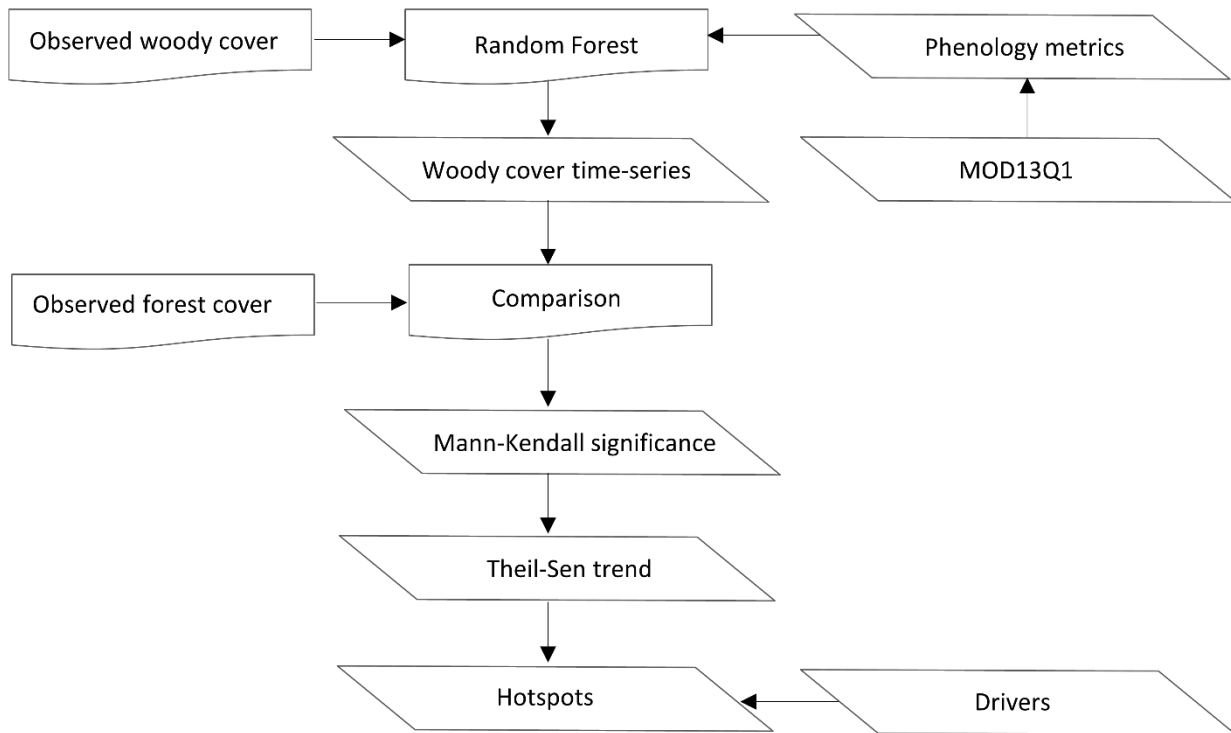 Observed woody cover
Random Forest
Phenology metrics
Woody cover time-series
MOD13Q1
Observed forest cover
Comparison
Mann-Kendall significance
Theil-Sen trend
Hotspots
Drivers